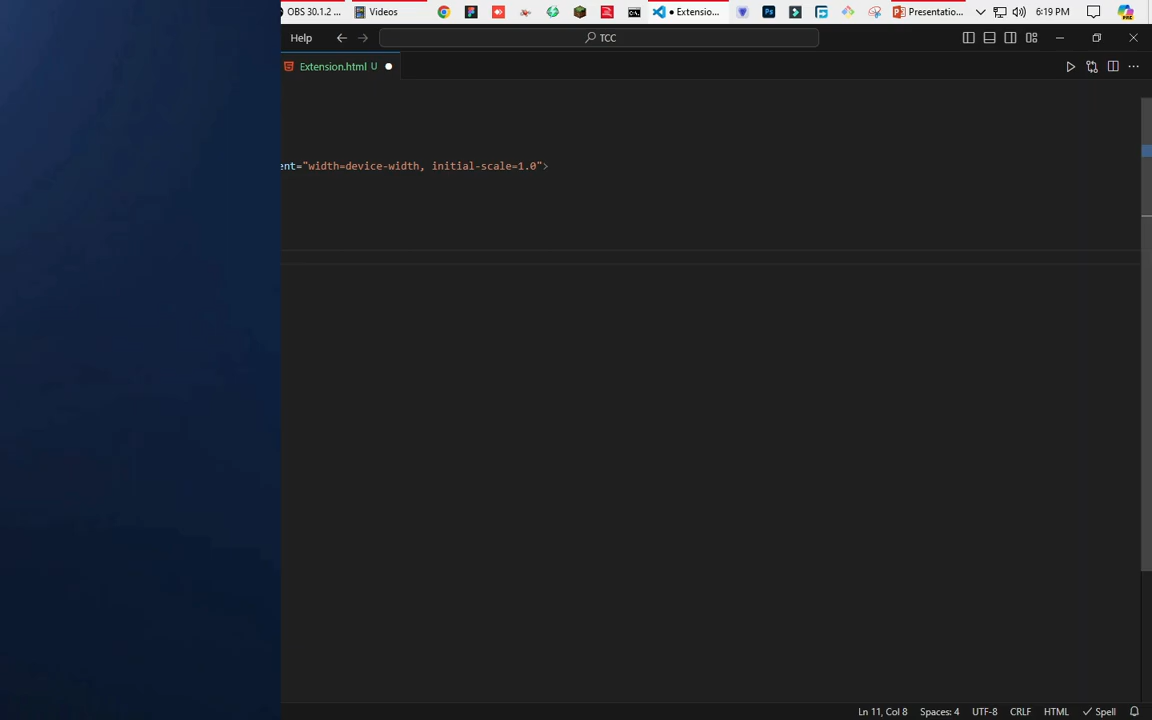 OBS 30.1.2 ... Videos Extensio... Presentatio... 6:19 PM
Help TCC
Extension.html U
ent="width=device-width, initial-scale=1.0">
Ln 11, Col 8 Spaces: 4 UTF-8 CRLF HTML Spell